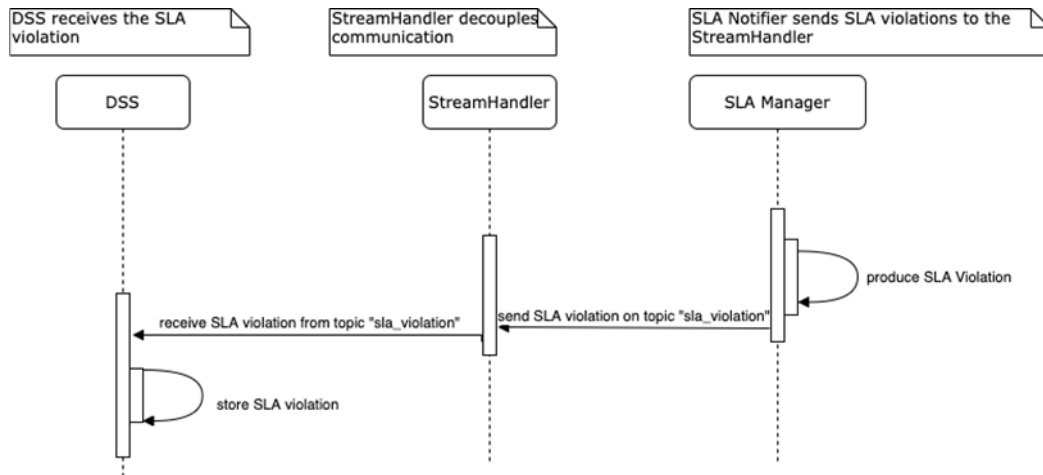 DSS receives the SLA
violation
StreamHandler decouples
communication
SLA Notifier sends SLA violations to the
StreamHandler
DSS
StreamHandler
SLA Manager
produce SLA Violation
send SLA violation on topic "sla_violation"
receive SLA violation from topic "sla_violation"
store SLA violation